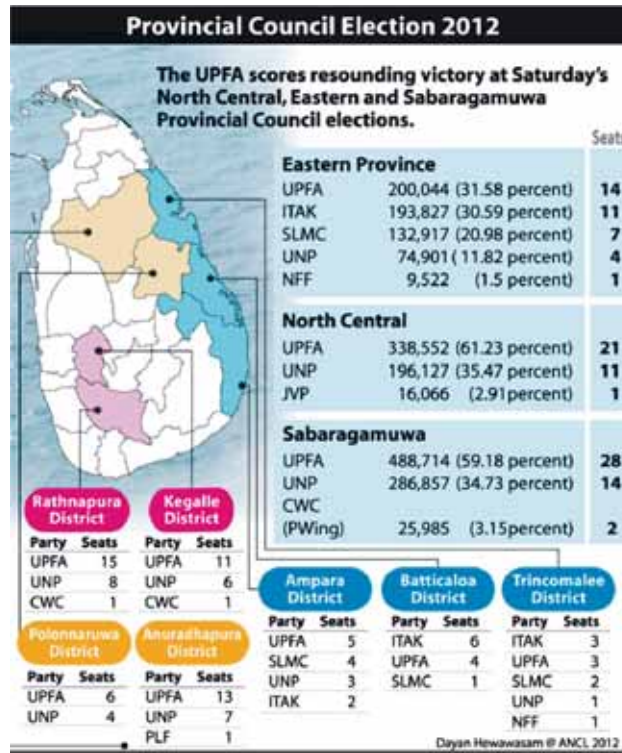 Provincial Council Election 2012
The UPFA scores resounding victory at Saturday's
North Central, Eastern and Sabaragamuwa
Provincial Council elections.
Seats
Eastern Province
UPFA 200,044 (31.58 percent) 14
ITAK 193,827 (30.59 percent) 11
SLMC 132,917 (20.98 percent) 7
UNP 74,901( 11.82 percent) 4
NFF 9,522 (1.5 percent) 1
North Central
UPFA 338,552 (61.23 percent) 21
UNP 196,127 (35.47 percent) 11
JVP 16,066 (2.91percent) 1
Sabaragamuwa
UPFA 488,714 (59.18 percent) 28
UNP 286,857 (34.73 percent) 14
CWC
(PWing) 25,985 (3.15percent) 2
Rathnapura
District
Party Seats
UPFA 15
UNP 8
CWC 1
Kegalle
District
Party Seats
UPFA 11
UNP 6
CWC 1
Polonnaruwa
District
Party Seats
UPFA 6
UNP 4
Anuradhapura
District
Party Seats
UPFA 13
UNP 7
PLF 1
Ampara
District
Party Seats
UPFA 5
SLMC 4
UNP 3
ITAK 2
Batticaloa
District
Party Seats
ITAK 6
UPFA 4
SLMC 1
Trincomalee
District
Party Seats
ITAK 3
UPFA 3
SLMC 2
UNP 1
NFF 1
Dayan Hewawasam @ ANCL 2012